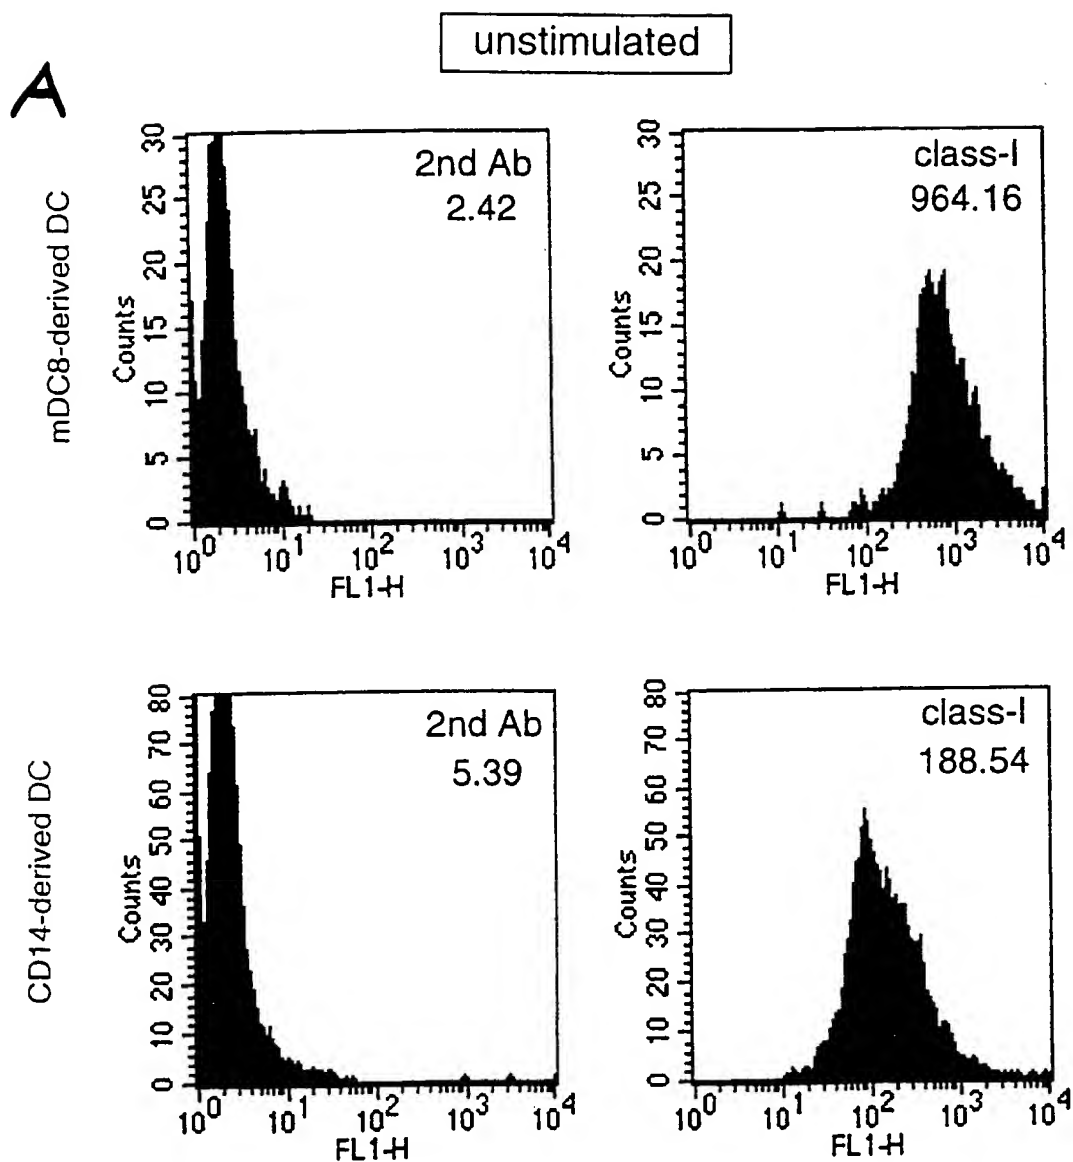 unstimulated
A
mDC8-derived DC
30
25
20
15
10
5
0
Counts
2nd Ab
2.42
10^0 10^1 10^2 10^3 10^4
FL1-H
30
25
20
15
10
5
0
Counts
class-I
964.16
10^0 10^1 10^2 10^3 10^4
FL1-H
CD14-derived DC
80
70
60
50
40
30
20
10
0
Counts
2nd Ab
5.39
10^0 10^1 10^2 10^3 10^4
FL1-H
80
70
60
50
40
30
20
10
0
Counts
class-I
188.54
10^0 10^1 10^2 10^3 10^4
FL1-H